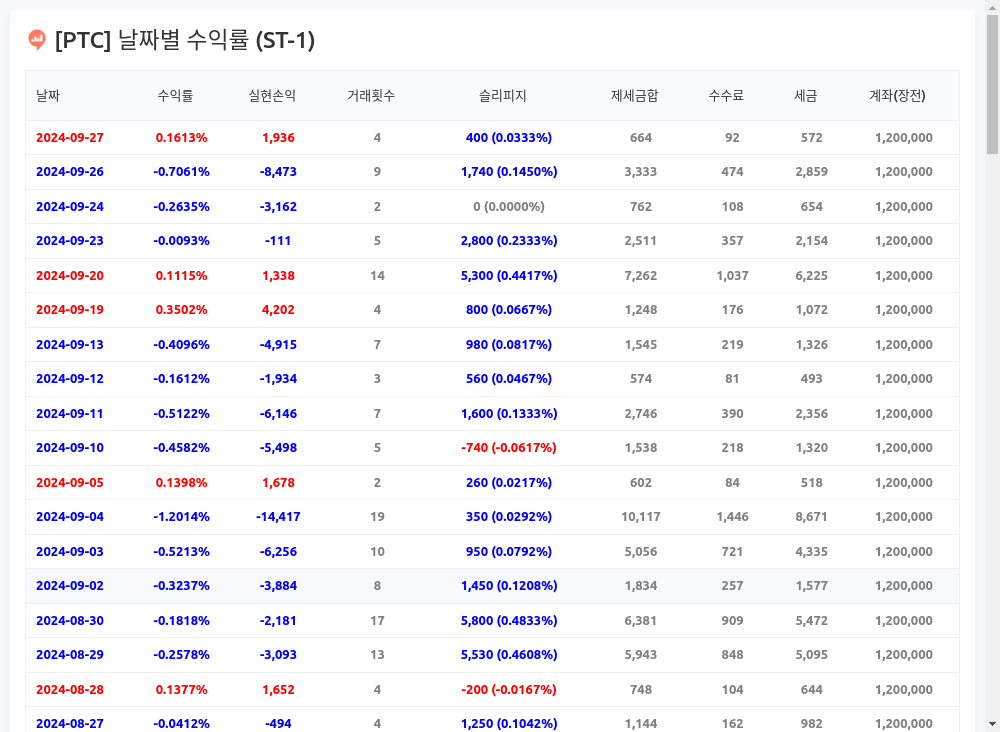 [PTC] 날짜별 수익률 (ST-1)
날짜 수익률 실현손익 거래횟수 슬리피지 제세금합 수수료 세금 계좌(장전)
2024-09-27 0.1613% 1,936 4 400 (0.0333%) 664 92 572 1,200,000
2024-09-26 -0.7061% -8,473 9 1,740 (0.1450%) 3,333 474 2,859 1,200,000
2024-09-24 -0.2635% -3,162 2 0 (0.0000%) 762 108 654 1,200,000
2024-09-23 -0.0093% -111 5 2,800 (0.2333%) 2,511 357 2,154 1,200,000
2024-09-20 0.1115% 1,338 14 5,300 (0.4417%) 7,262 1,037 6,225 1,200,000
2024-09-19 0.3502% 4,202 4 800 (0.0667%) 1,248 176 1,072 1,200,000
2024-09-13 -0.4096% -4,915 7 980 (0.0817%) 1,545 219 1,326 1,200,000
2024-09-12 -0.1612% -1,934 3 560 (0.0467%) 574 81 493 1,200,000
2024-09-11 -0.5122% -6,146 7 1,600 (0.1333%) 2,746 390 2,356 1,200,000
2024-09-10 -0.4582% -5,498 5 -740 (-0.0617%) 1,538 218 1,320 1,200,000
2024-09-05 0.1398% 1,678 2 260 (0.0217%) 602 84 518 1,200,000
2024-09-04 -1.2014% -14,417 19 350 (0.0292%) 10,117 1,446 8,671 1,200,000
2024-09-03 -0.5213% -6,256 10 950 (0.0792%) 5,056 721 4,335 1,200,000
2024-09-02 -0.3237% -3,884 8 1,450 (0.1208%) 1,834 257 1,577 1,200,000
2024-08-30 -0.1818% -2,181 17 5,800 (0.4833%) 6,381 909 5,472 1,200,000
2024-08-29 -0.2578% -3,093 13 5,530 (0.4608%) 5,943 848 5,095 1,200,000
2024-08-28 0.1377% 1,652 4 -200 (-0.0167%) 748 104 644 1,200,000
2024-08-27 -0.0412% -494 4 1,250 (0.1042%) 1,144 162 982 1,200,000